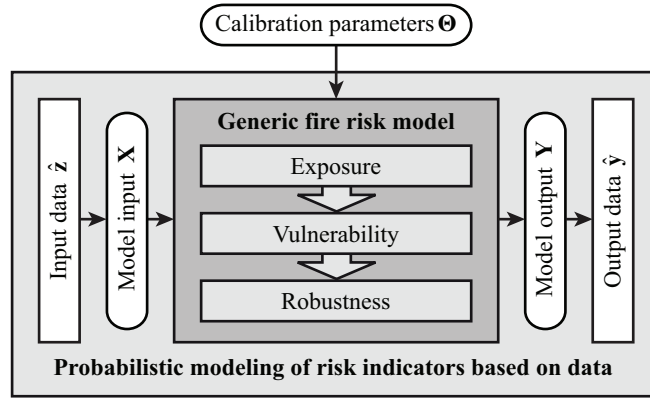 Calibration parameters Θ
Generic fire risk model
Input data ẑ
Model input X
Exposure
Vulnerability
Robustness
Model output Y
Output data ŷ
Probabilistic modeling of risk indicators based on data